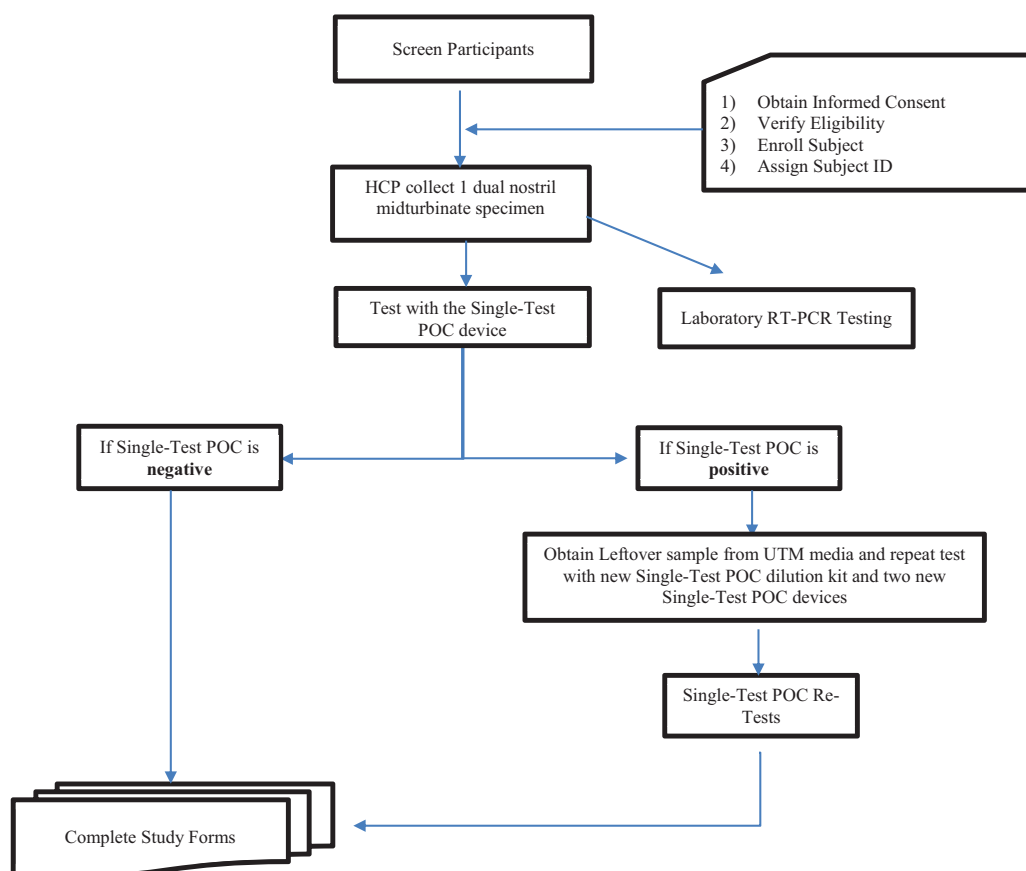 Screen Participants
1) Obtain Informed Consent
2) Verify Eligibility
3) Enroll Subject
4) Assign Subject ID
HCP collect 1 dual nostril
midturbinate specimen
Test with the Single-Test
POC device
Laboratory RT-PCR Testing
If Single-Test POC is
negative
If Single-Test POC is
positive
Obtain Leftover sample from UTM media and repeat test
with new Single-Test POC dilution kit and two new
Single-Test POC devices
Single-Test POC Re-
Tests
Complete Study Forms